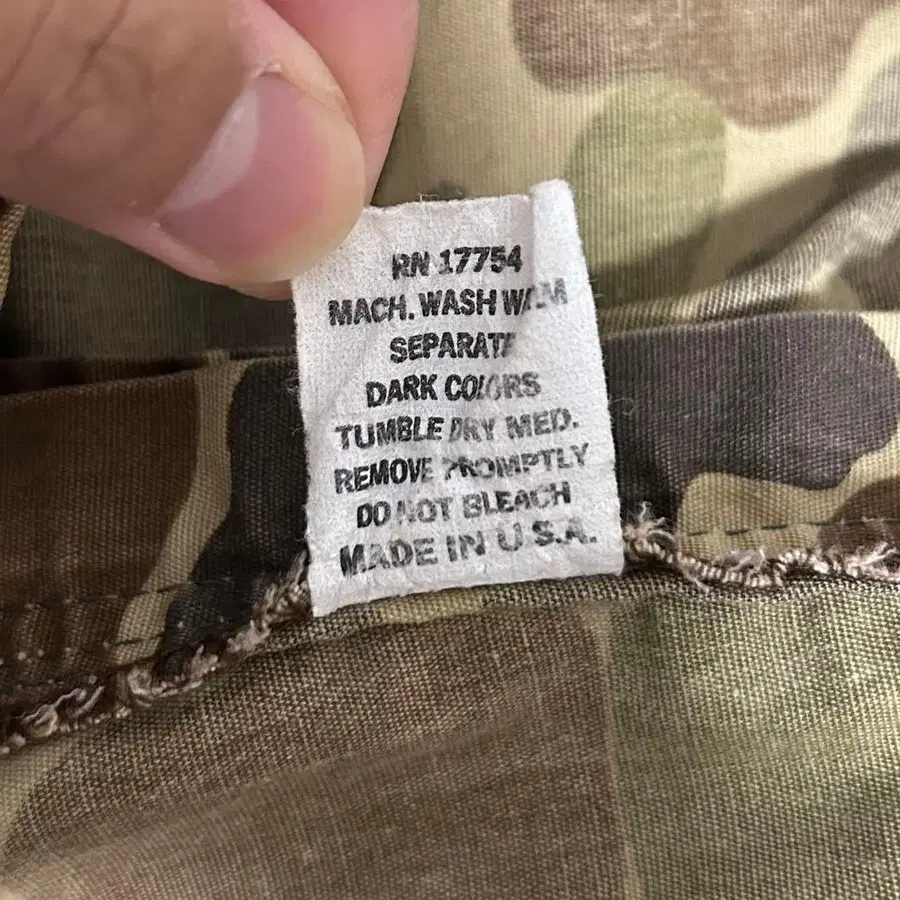 RN 17754
MACH. WASH WARM
SEPARATE
DARK COLORS
TUMBLE DRY MED.
REMOVE PROMPTLY
DO NOT BLEACH
MADE IN U.S.A.